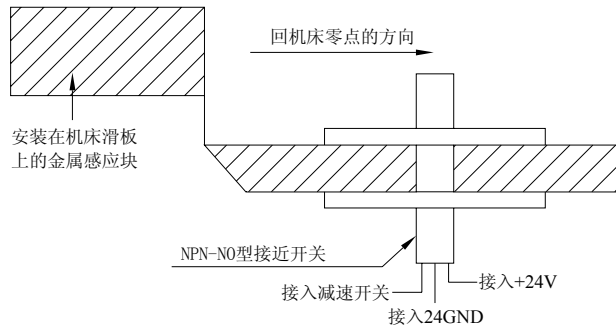 回机床零点的方向
安装在机床滑板
上的金属感应块
NPN-NO型接近开关
接入+24V
接入减速开关
接入24GND